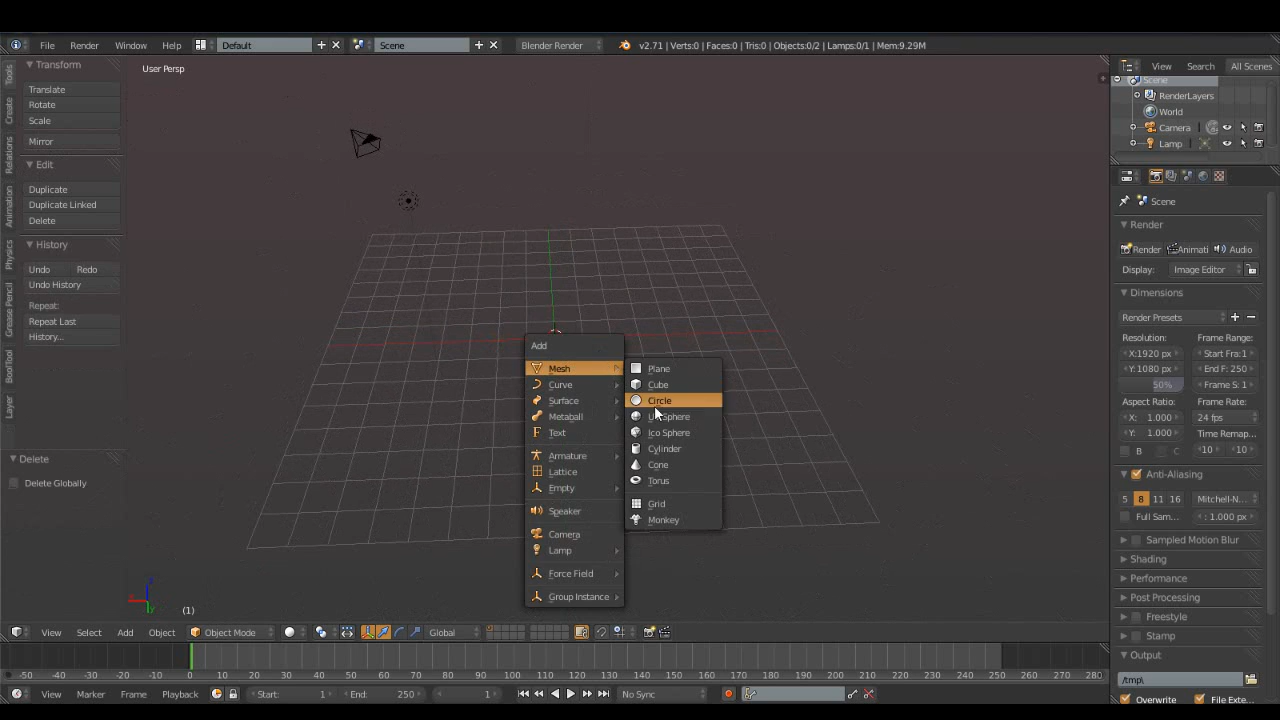 File Render Window Help Default Scene Blender Render v2.71 | Verts:0 | Faces:0 | Tris:0 | Objects:0/2 | Lamps:0/1 | Mem:9.29M
Tools
Create
Relations
Animation
Physics
Grease Pencil
BoolTool
Layer
Transform
Translate
Rotate
Scale
Mirror
Edit
Duplicate
Duplicate Linked
Delete
History
Undo Redo
Undo History
Repeat:
Repeat Last
History...
Delete
Delete Globally
User Persp
Add
Mesh
Curve
Surface
Metaball
Text
Armature
Lattice
Empty
Speaker
Camera
Lamp
Force Field
Group Instance
Plane
Cube
Circle
Ico Sphere
Cylinder
Cone
Torus
Grid
Monkey
(1)
View Select Add Object Object Mode Global
-50 -40 -30 -20 -10 0 10 20 30 40 50 60 70 80 90 100 110 120 130 140 150 160 170 180 190 200 210 220 230 240 250 260 270 280
View Marker Frame Playback Start: 1 End: 250 1 No Sync
View Search All Scenes
Scene
RenderLayers
World
Camera
Lamp
Scene
Render
Render Animati Audio
Display: Image Editor
Dimensions
Render Presets
Resolution: Frame Range:
X:1920 px Start Fra:1
Y:1080 px End F: 250
50% Frame S: 1
Aspect Ratio: Frame Rate:
X: 1.000 24 fps
Y: 1.000 Time Remap...
B C 10 10
Anti-Aliasing
5 8 11 16 Mitchell-N...
Full Sam... : 1.000 px
Sampled Motion Blur
Shading
Performance
Post Processing
Freestyle
Stamp
Output
/tmp\
Overwrite File Exte